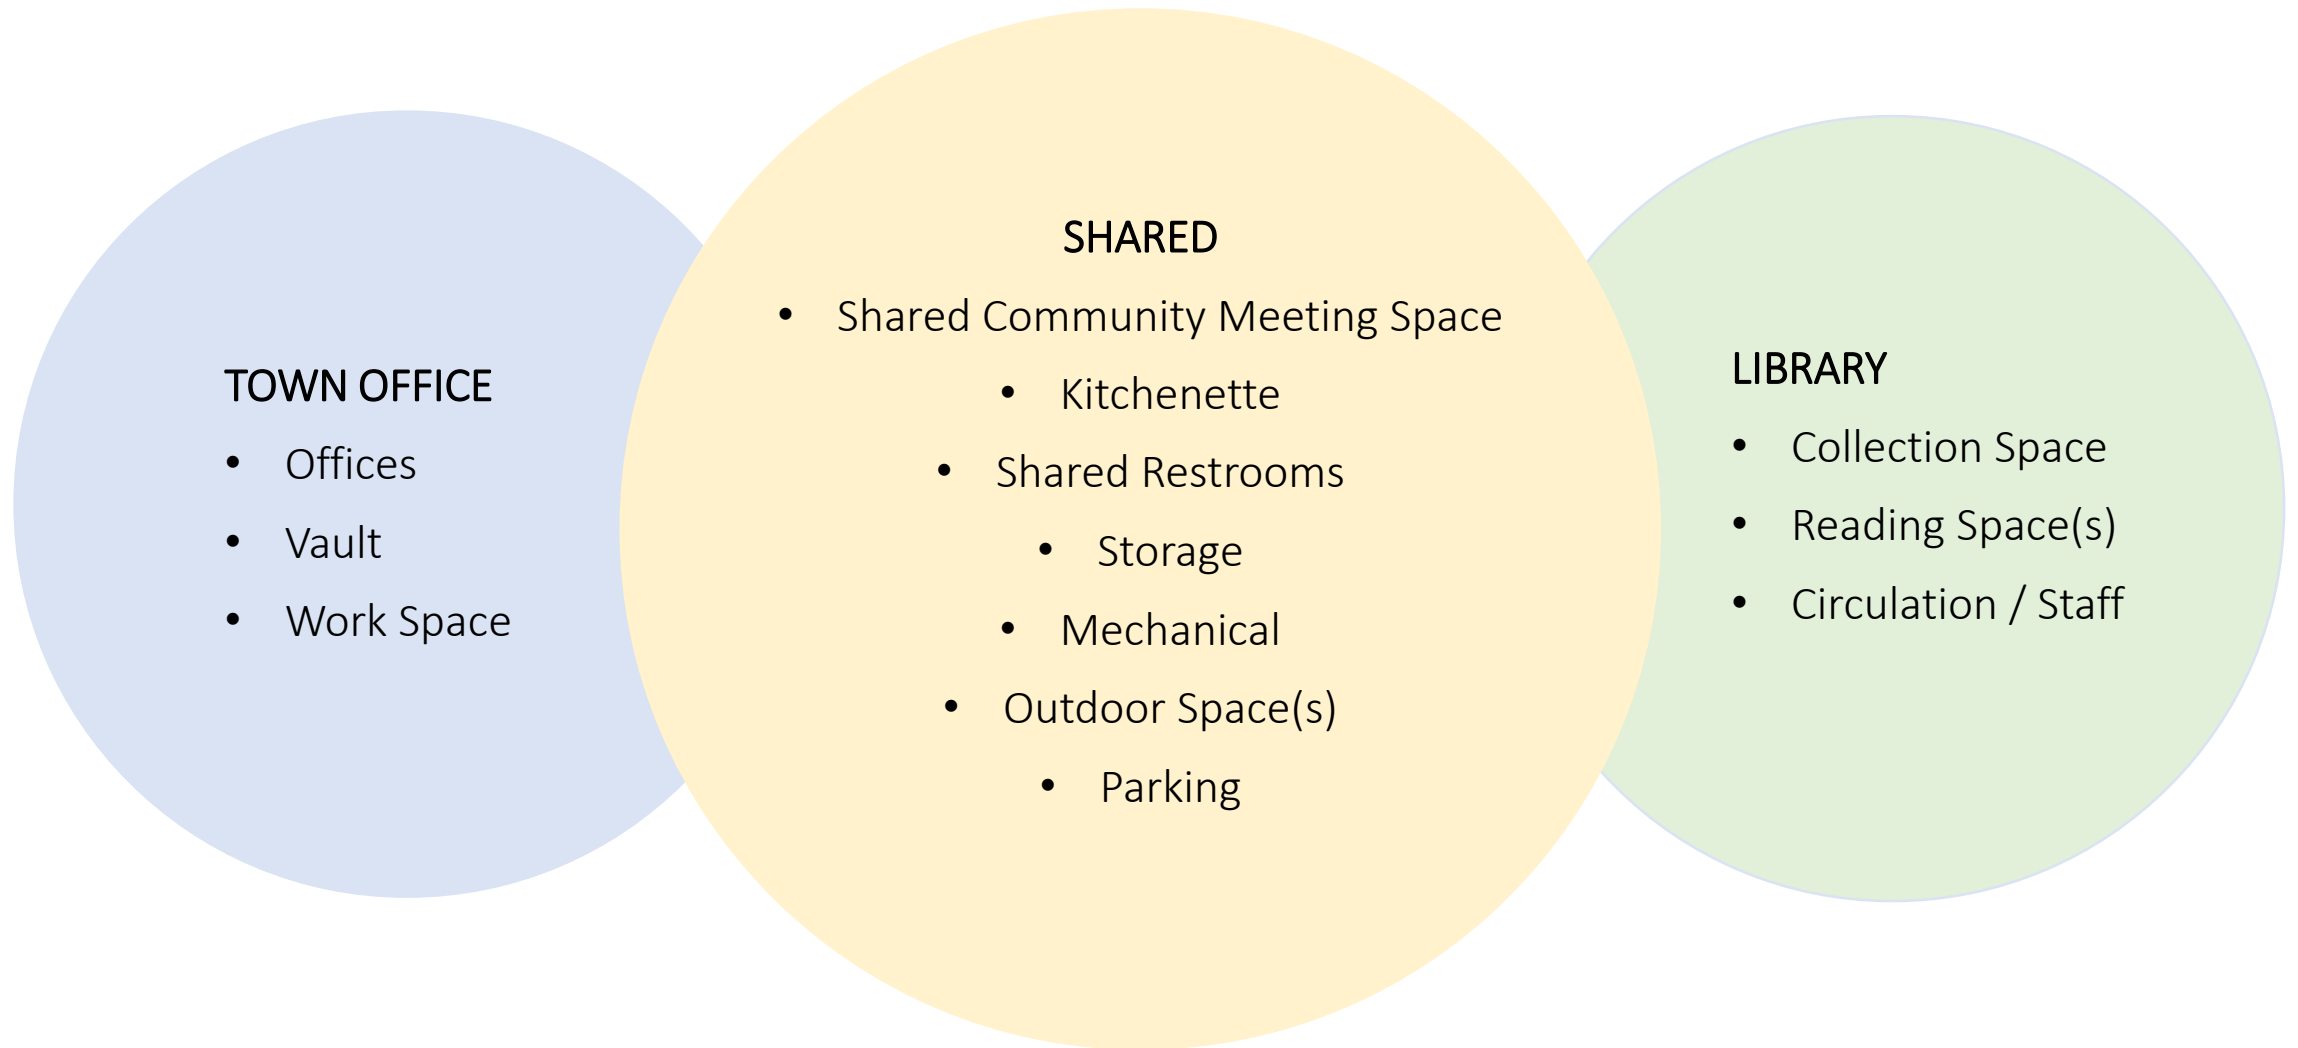 TOWN OFFICE
• Offices
• Vault
• Work Space
SHARED
• Shared Community Meeting Space
• Kitchenette
• Shared Restrooms
• Storage
• Mechanical
• Outdoor Space(s)
• Parking
LIBRARY
• Collection Space
• Reading Space(s)
• Circulation / Staff